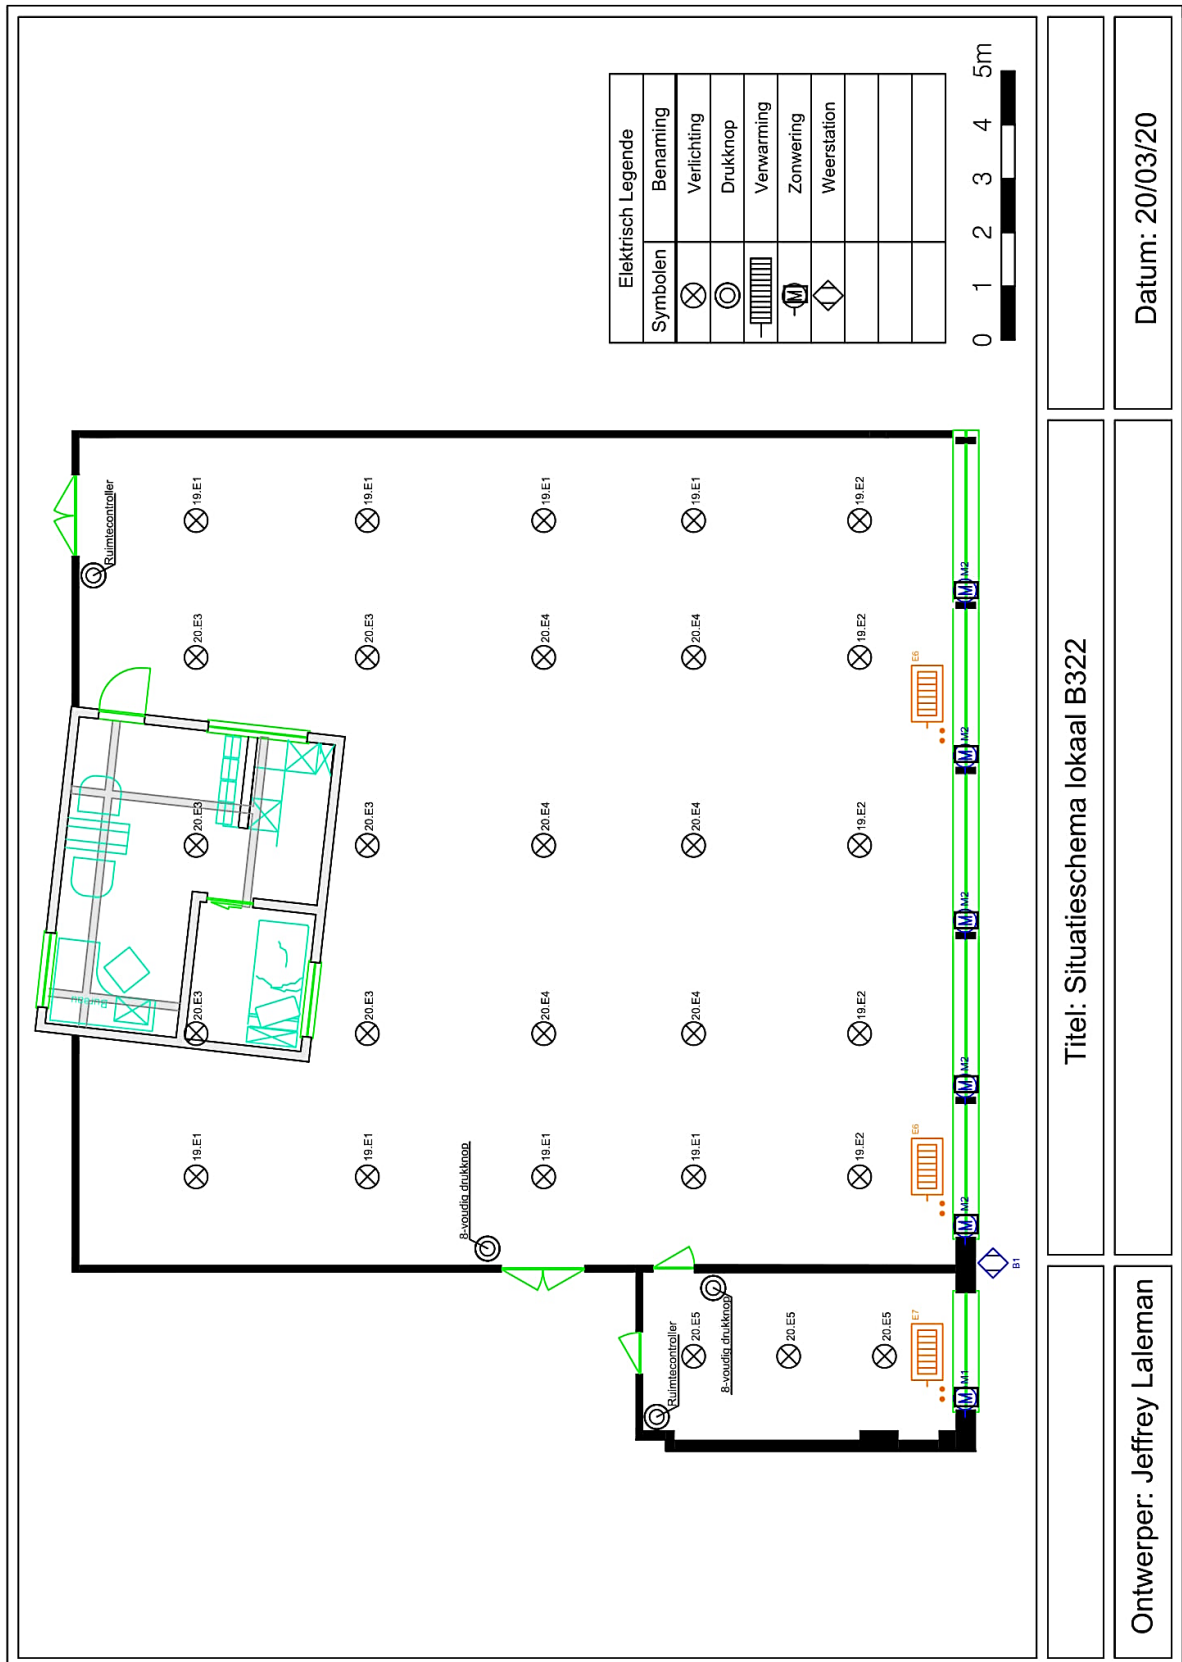 Bureau
Ruimtecontroller
19.E1 20.E3 20.E3 20.E3 19.E1
19.E1 20.E3 20.E3 20.E3 19.E1
8-voudig drukknop
19.E1 20.E4 20.E4 20.E4 19.E1
Ruimtecontroller
20.E5 19.E1 20.E4 20.E4 20.E4 19.E1
8-voudig drukknop
20.E5
19.E2 19.E2 19.E2 19.E2 19.E2
20.E5
E7 E6 E6
M M1 M M2 M M2 M M2 M M2 M M2
B1
Elektrisch Legende
Symbolen Benaming
Verlichting
Drukknop
Verwarming
M Zonwering
Weerstation
0 1 2 3 4 5m
Titel: Situatieschema lokaal B322
Ontwerper: Jeffrey Laleman
Datum: 20/03/20